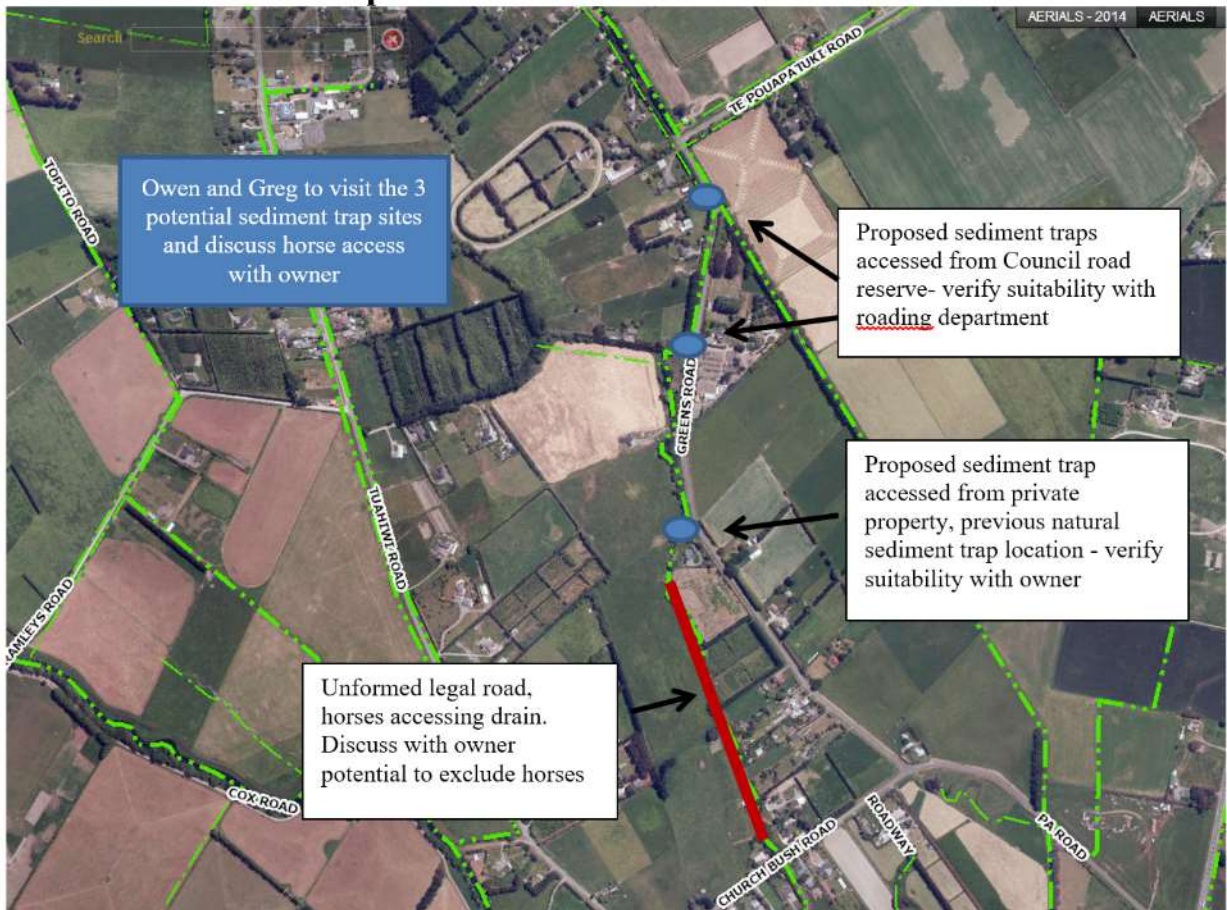 AERIALS - 2014 AERIALS
Search
TE POUAPATUKI ROAD
TOPITO ROAD
Owen and Greg to visit the 3
potential sediment trap sites
and discuss horse access
with owner
Proposed sediment traps
accessed from Council road
reserve- verify suitability with
roading department
GREENS ROAD
TUAHIWI ROAD
Proposed sediment trap
accessed from private
property, previous natural
sediment trap location - verify
suitability with owner
RAMLEYS ROAD
Unformed legal road,
horses accessing drain.
Discuss with owner
potential to exclude horses
COX ROAD
CHURCH BUSH ROAD
ROADWAY
PA ROAD